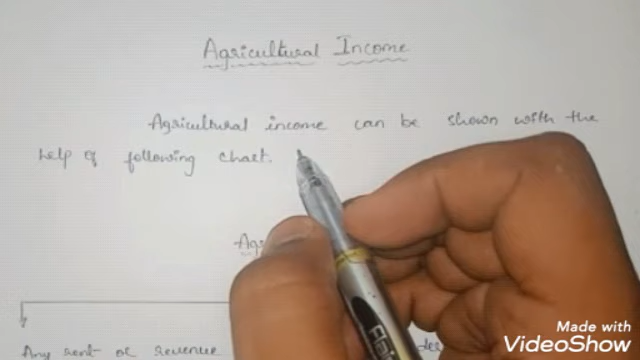 Agricultural Income
Agricultural income can be shown with the
help of following chart.
Any rent or revenue
Made with
VideoShow